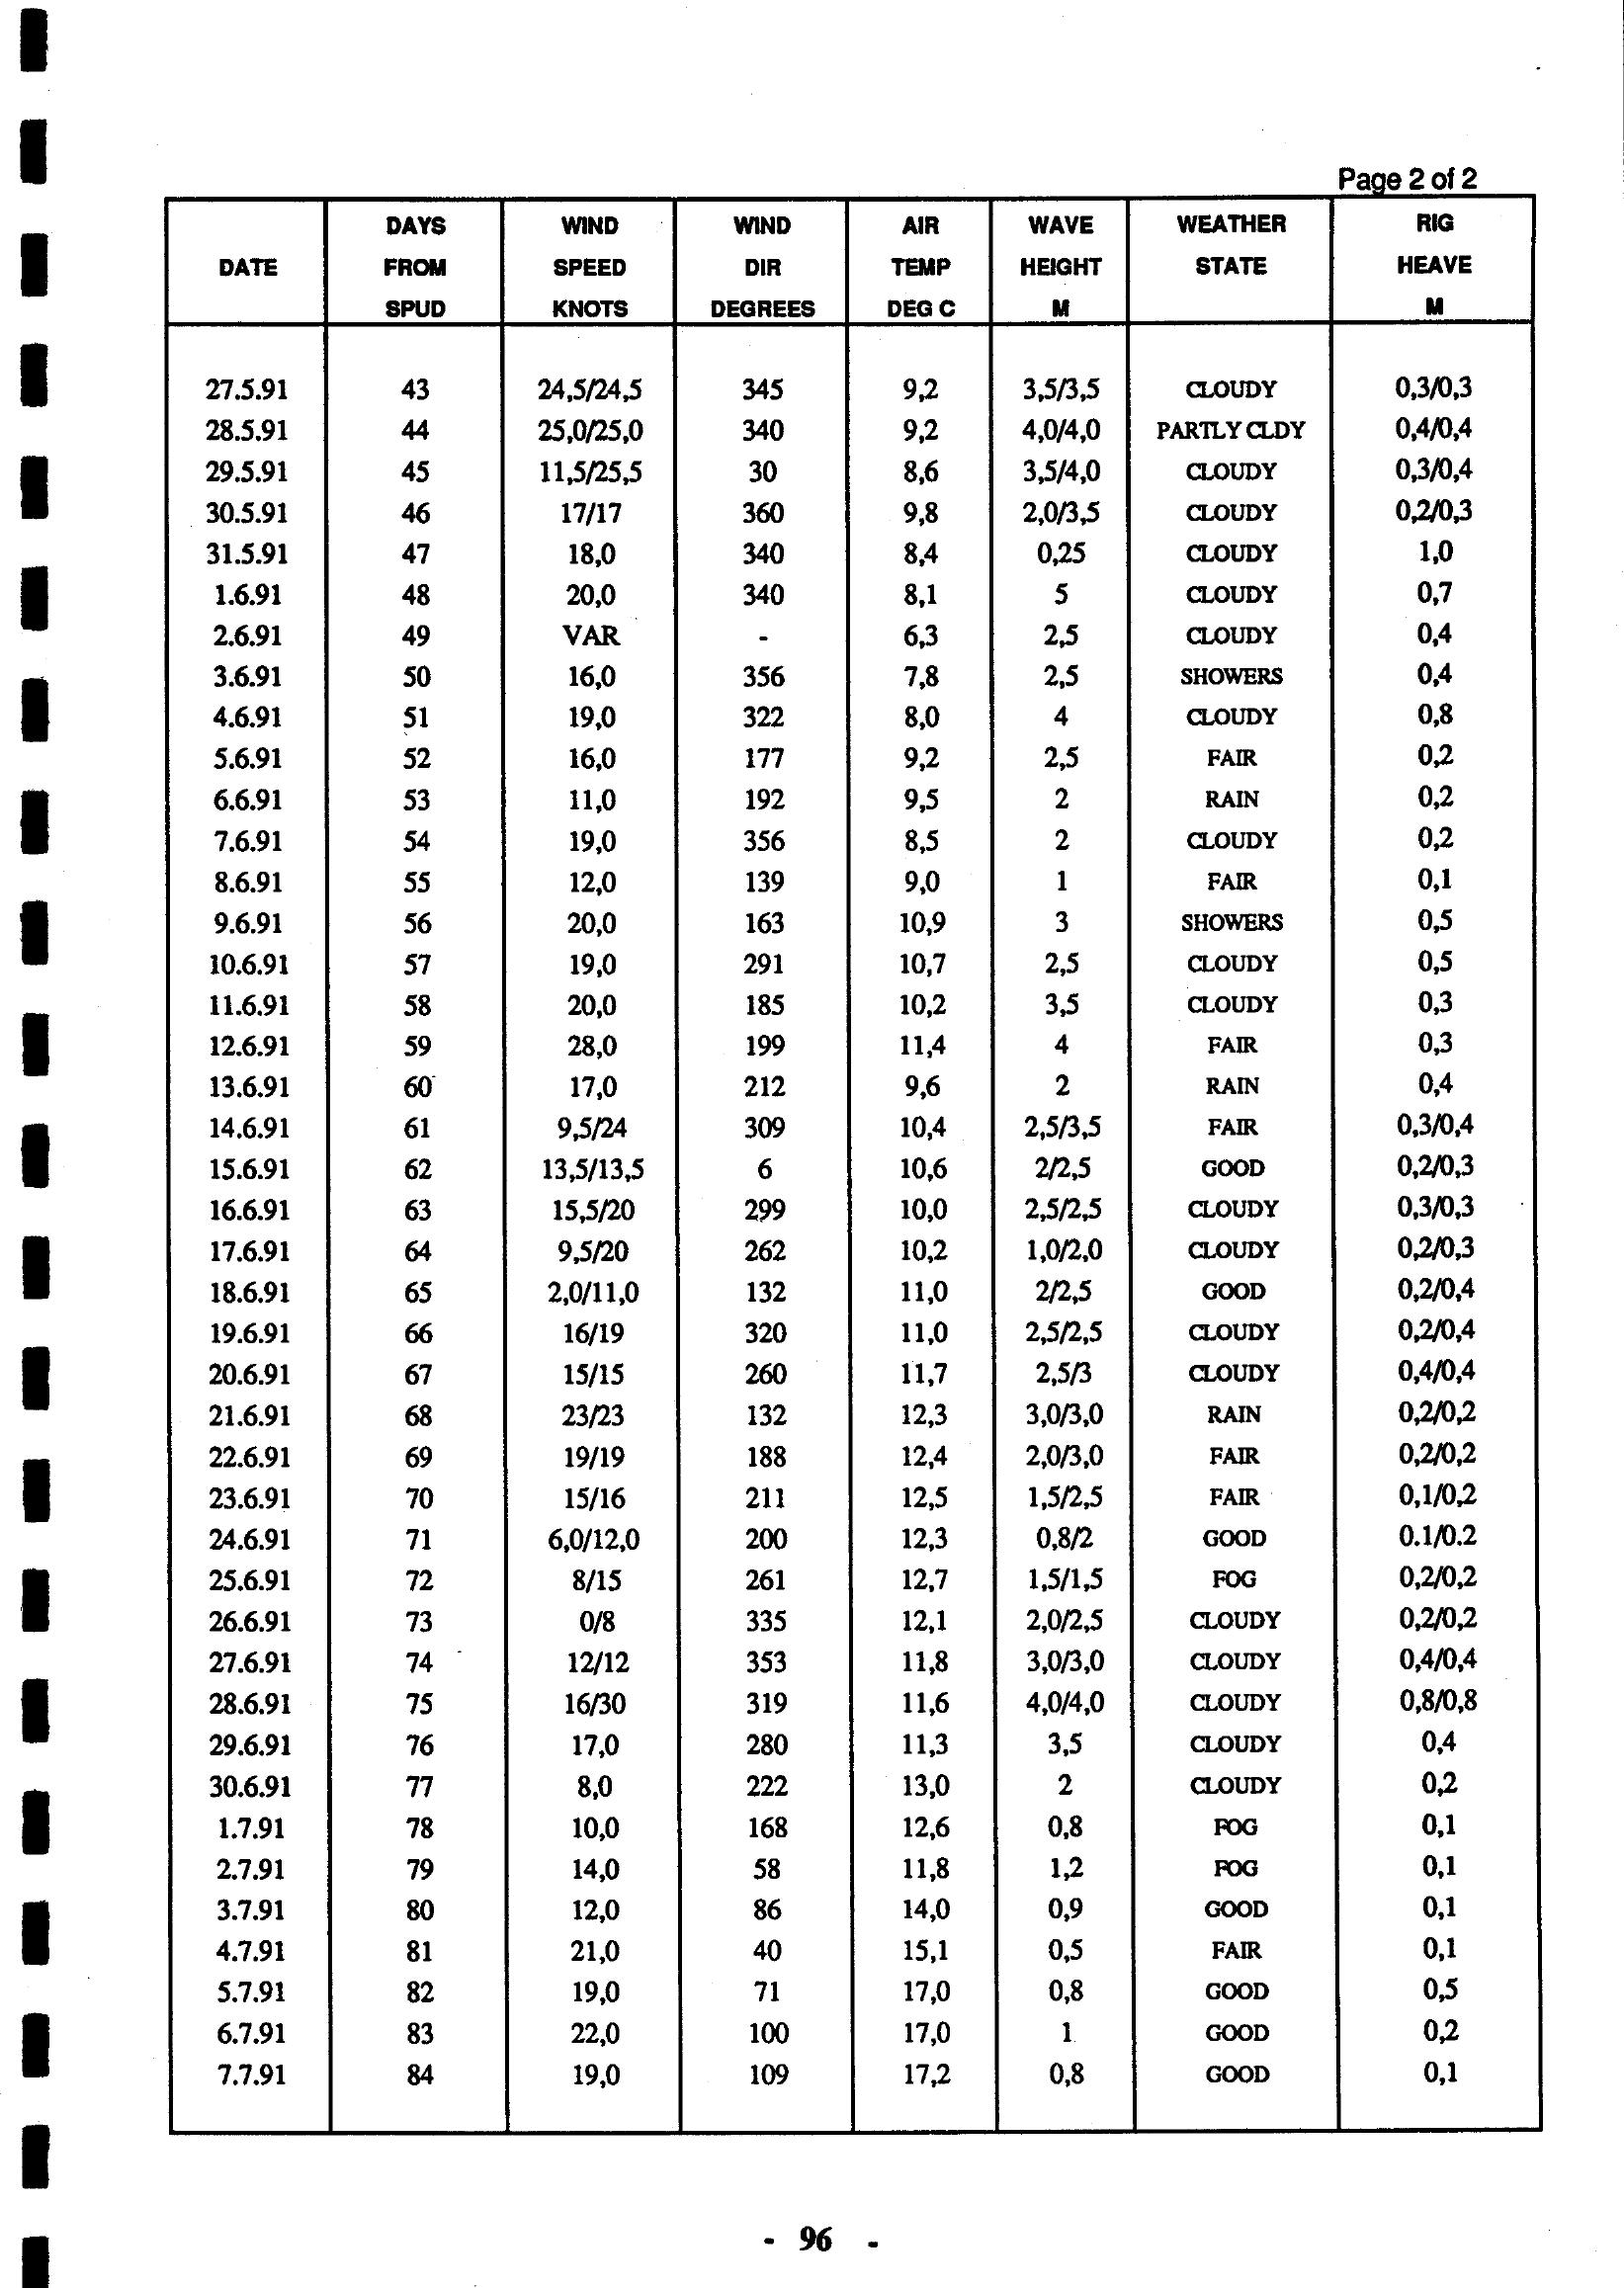 Page 2 of 2
DAYS WIND WIND AIR WAVE WEATHER RIG
DATE FROM SPEED DIR TEMP HEIGHT STATE HEAVE
SPUD KNOTS DEGREES DEG C M M
27.5.91 43 24,5/24,5 345 9,2 3,5/3,5 CLOUDY 0,3/0,3
28.5.91 44 25,0/25,0 340 9,2 4,0/4,0 PARTLY CLDY 0,4/0,4
29.5.91 45 11,5/25,5 30 8,6 3,5/4,0 CLOUDY 0,3/0,4
30.5.91 46 17/17 360 9,8 2,0/3,5 CLOUDY 0,2/0,3
31.5.91 47 18,0 340 8,4 0,25 CLOUDY 1,0
1.6.91 48 20,0 340 8,1 5 CLOUDY 0,7
2.6.91 49 VAR - 6,3 2,5 CLOUDY 0,4
3.6.91 50 16,0 356 7,8 2,5 SHOWERS 0,4
4.6.91 51 19,0 322 8,0 4 CLOUDY 0,8
5.6.91 52 16,0 177 9,2 2,5 FAIR 0,2
6.6.91 53 11,0 192 9,5 2 RAIN 0,2
7.6.91 54 19,0 356 8,5 2 CLOUDY 0,2
8.6.91 55 12,0 139 9,0 1 FAIR 0,1
9.6.91 56 20,0 163 10,9 3 SHOWERS 0,5
10.6.91 57 19,0 291 10,7 2,5 CLOUDY 0,5
11.6.91 58 20,0 185 10,2 3,5 CLOUDY 0,3
12.6.91 59 28,0 199 11,4 4 FAIR 0,3
13.6.91 60 17,0 212 9,6 2 RAIN 0,4
14.6.91 61 9,5/24 309 10,4 2,5/3,5 FAIR 0,3/0,4
15.6.91 62 13,5/13,5 6 10,6 2/2,5 GOOD 0,2/0,3
16.6.91 63 15,5/20 299 10,0 2,5/2,5 CLOUDY 0,3/0,3
17.6.91 64 9,5/20 262 10,2 1,0/2,0 CLOUDY 0,2/0,3
18.6.91 65 2,0/11,0 132 11,0 2/2,5 GOOD 0,2/0,4
19.6.91 66 16/19 320 11,0 2,5/2,5 CLOUDY 0,2/0,4
20.6.91 67 15/15 260 11,7 2,5/3 CLOUDY 0,4/0,4
21.6.91 68 23/23 132 12,3 3,0/3,0 RAIN 0,2/0,2
22.6.91 69 19/19 188 12,4 2,0/3,0 FAIR 0,2/0,2
23.6.91 70 15/16 211 12,5 1,5/2,5 FAIR 0,1/0,2
24.6.91 71 6,0/12,0 200 12,3 0,8/2 GOOD 0.1/0.2
25.6.91 72 8/15 261 12,7 1,5/1,5 FOG 0,2/0,2
26.6.91 73 0/8 335 12,1 2,0/2,5 CLOUDY 0,2/0,2
27.6.91 74 12/12 353 11,8 3,0/3,0 CLOUDY 0,4/0,4
28.6.91 75 16/30 319 11,6 4,0/4,0 CLOUDY 0,8/0,8
29.6.91 76 17,0 280 11,3 3,5 CLOUDY 0,4
30.6.91 77 8,0 222 13,0 2 CLOUDY 0,2
1.7.91 78 10,0 168 12,6 0,8 FOG 0,1
2.7.91 79 14,0 58 11,8 1,2 FOG 0,1
3.7.91 80 12,0 86 14,0 0,9 GOOD 0,1
4.7.91 81 21,0 40 15,1 0,5 FAIR 0,1
5.7.91 82 19,0 71 17,0 0,8 GOOD 0,5
6.7.91 83 22,0 100 17,0 1 GOOD 0,2
7.7.91 84 19,0 109 17,2 0,8 GOOD 0,1
- 96 -